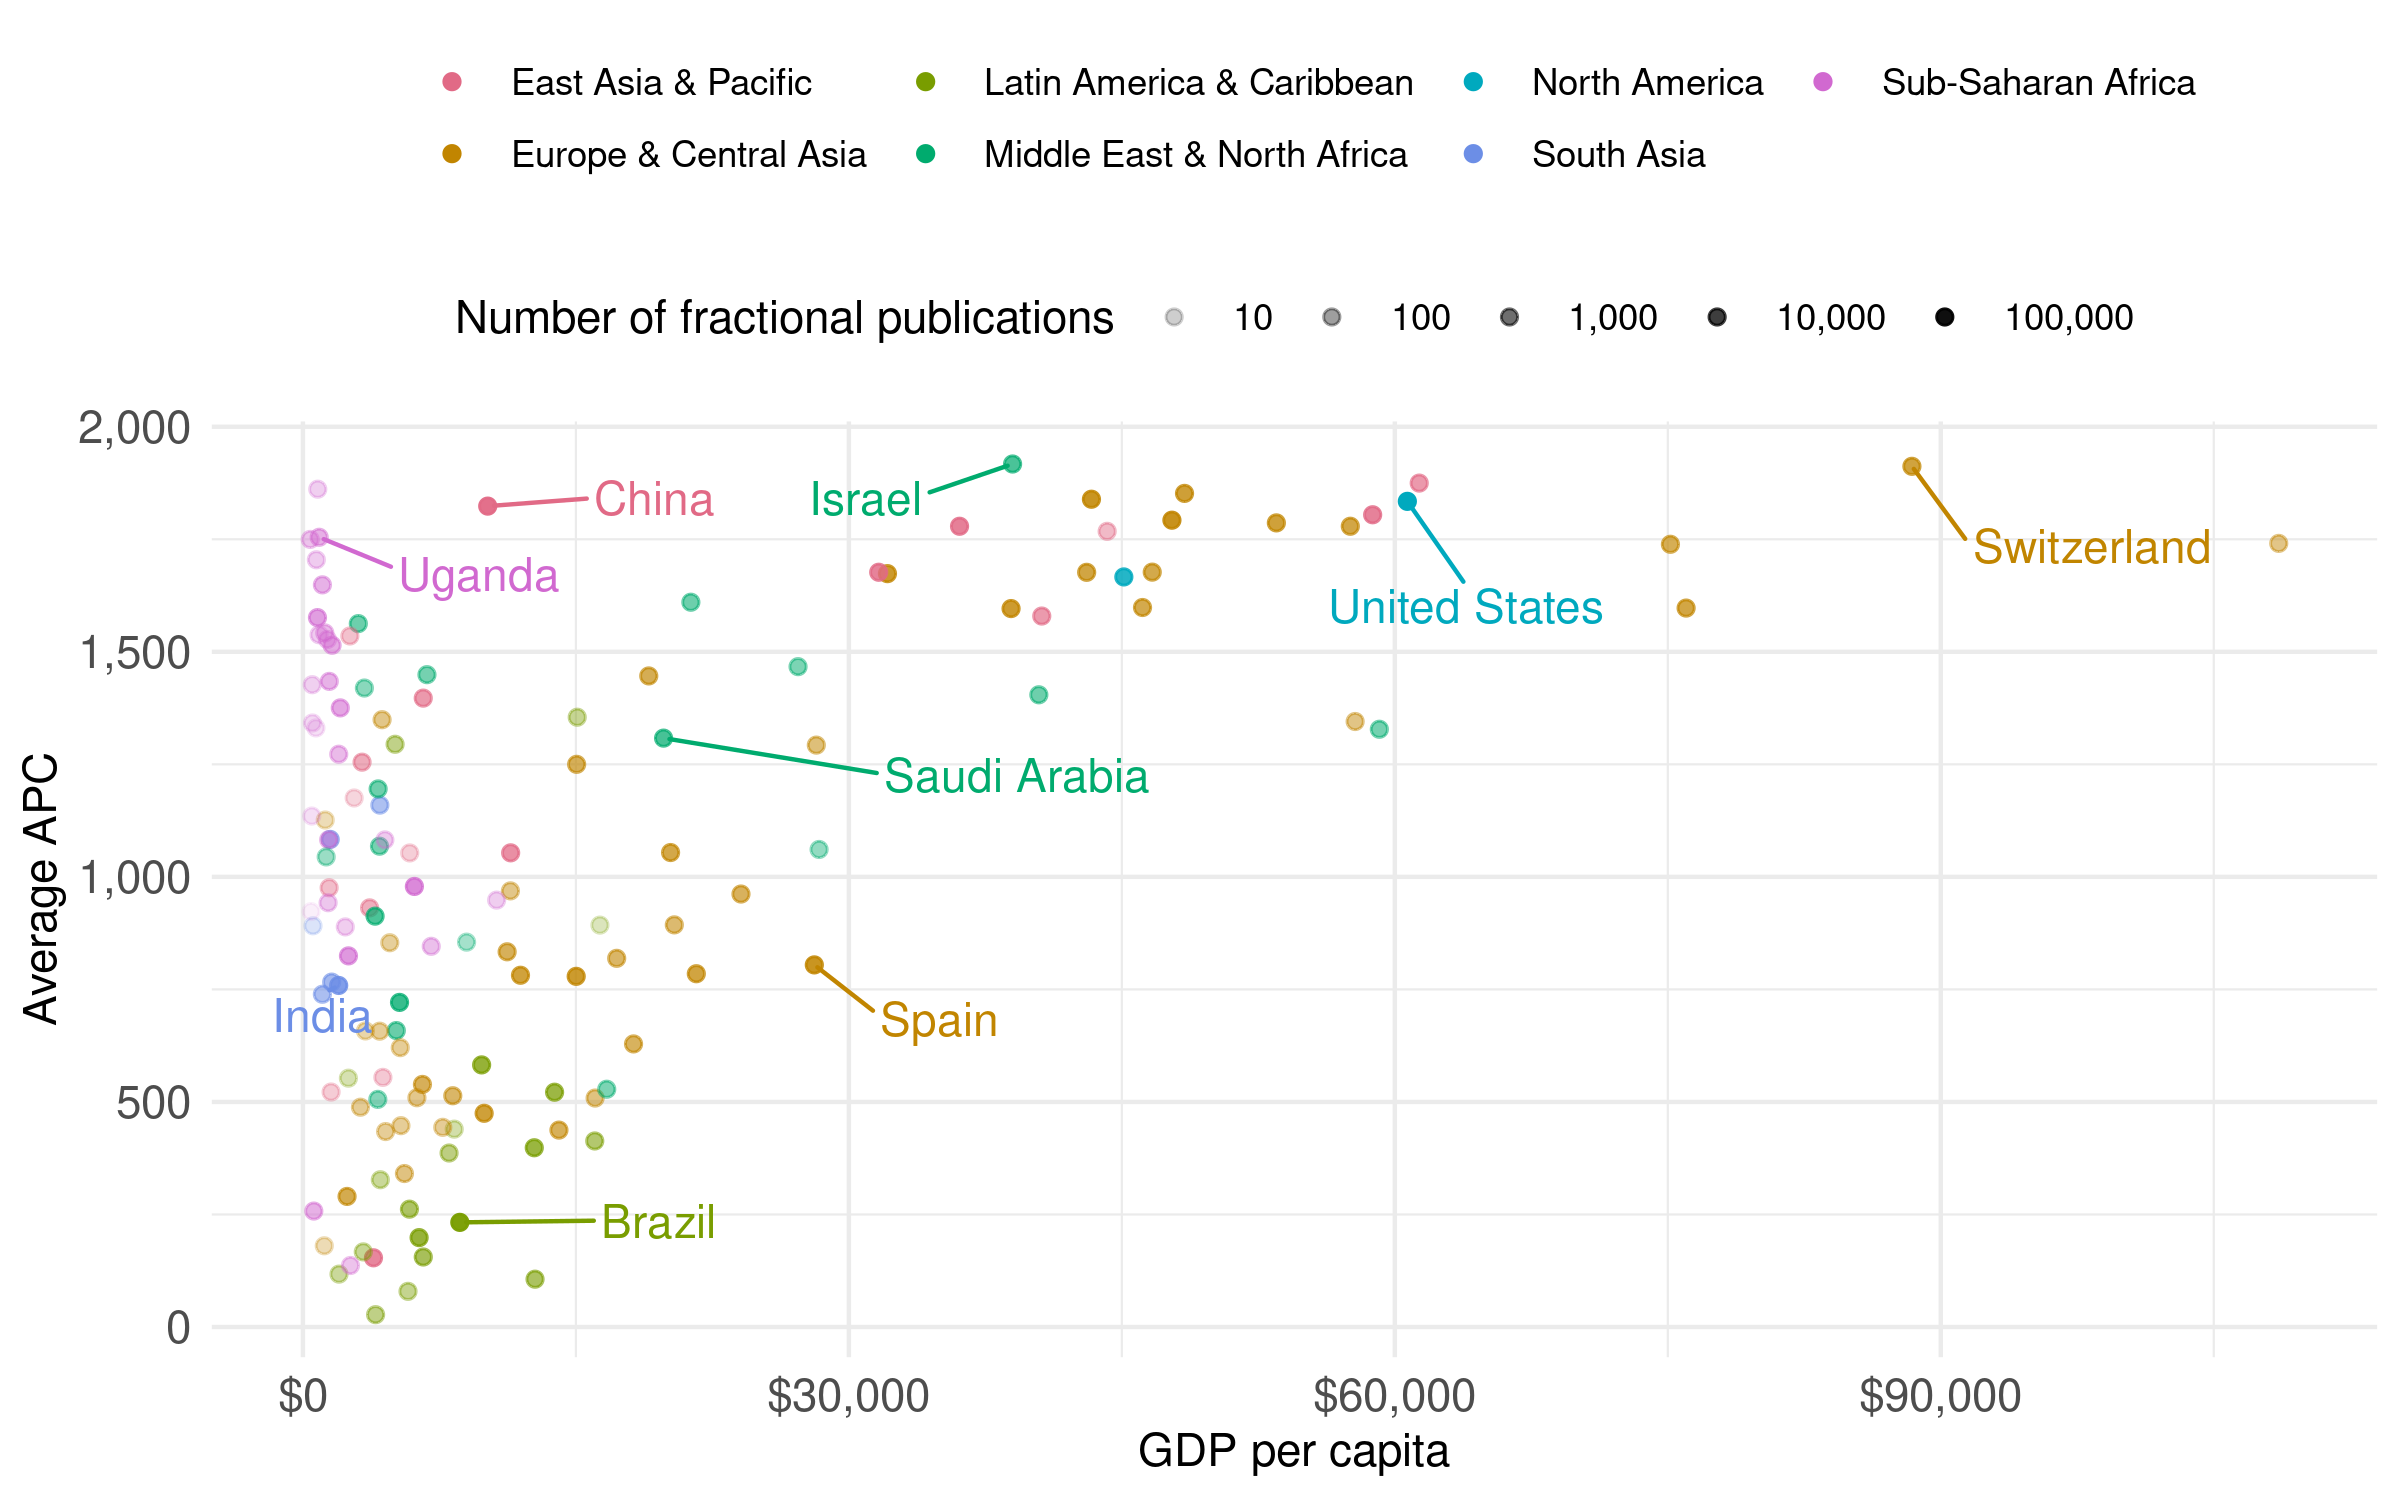 East Asia & Pacific
Latin America & Caribbean
North America
Sub-Saharan Africa
Europe & Central Asia
Middle East & North Africa
South Asia
Number of fractional publications
10
100
1,000
10,000
100,000
2,000
1,500
1,000
500
0
Average APC
China
Israel
Uganda
Switzerland
United States
Saudi Arabia
India
Spain
Brazil
$0
$30,000
$60,000
$90,000
GDP per capita